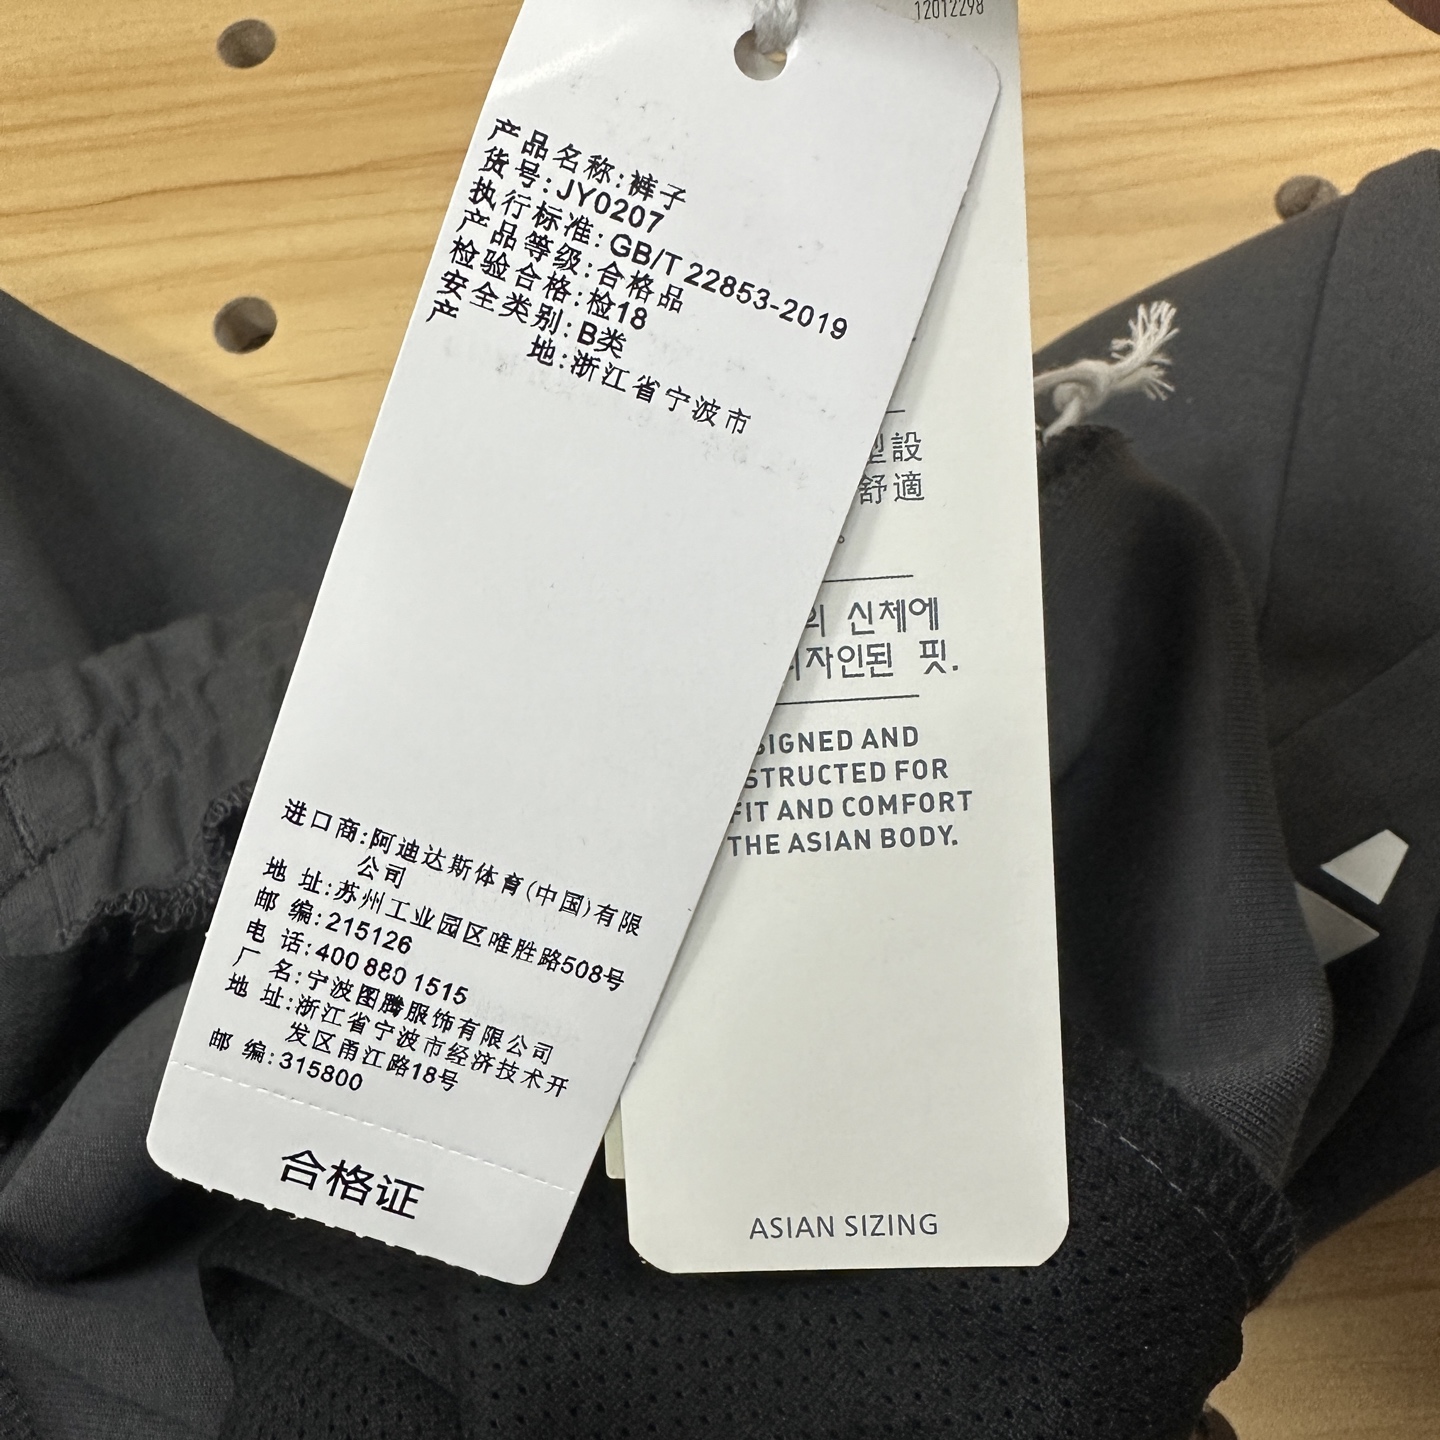 12012298
产品名称:裤子
货号:JY0207
执行标准:GB/T 22853-2019
产品等级:合格品
检验合格:检18
安全类别:B类
产 地:浙江省宁波市
进口商:阿迪达斯体育(中国)有限
公司
地 址:苏州工业园区唯胜路508号
邮 编:215126
电 话:400 880 1515
厂 名:宁波图腾服饰有限公司
地 址:浙江省宁波市经济技术开
发区甬江路18号
邮 编:315800
合格证
型設
舒適
。
의 신체에
디자인된 핏.
SIGNED AND
STRUCTED FOR
FIT AND COMFORT
THE ASIAN BODY.
ASIAN SIZING